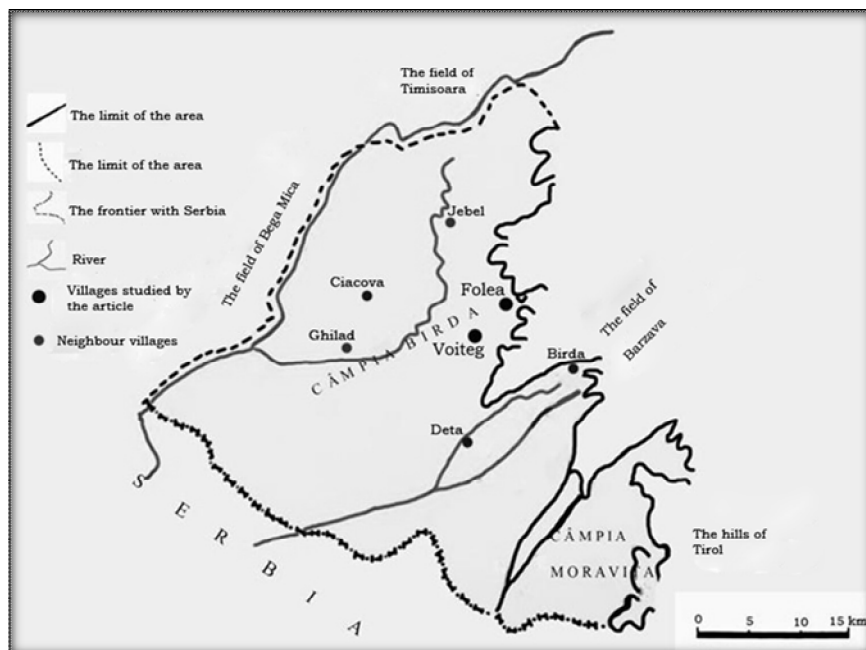 The field of
Timisoara
The limit of the area
The limit of the area
The frontier with Serbia
River
Villages studied by
the article
Neighbour villages
The field of Bega Mica
Jebel
Ciacova
Folea
Ghilad
Voiteg
CÂMPIA BIRDA
The field of
Barzava
Birda
Deta
SERBIA
CÂMPIA
MORAVIȚA
The hills of
Tirol
0 5 10 15 km